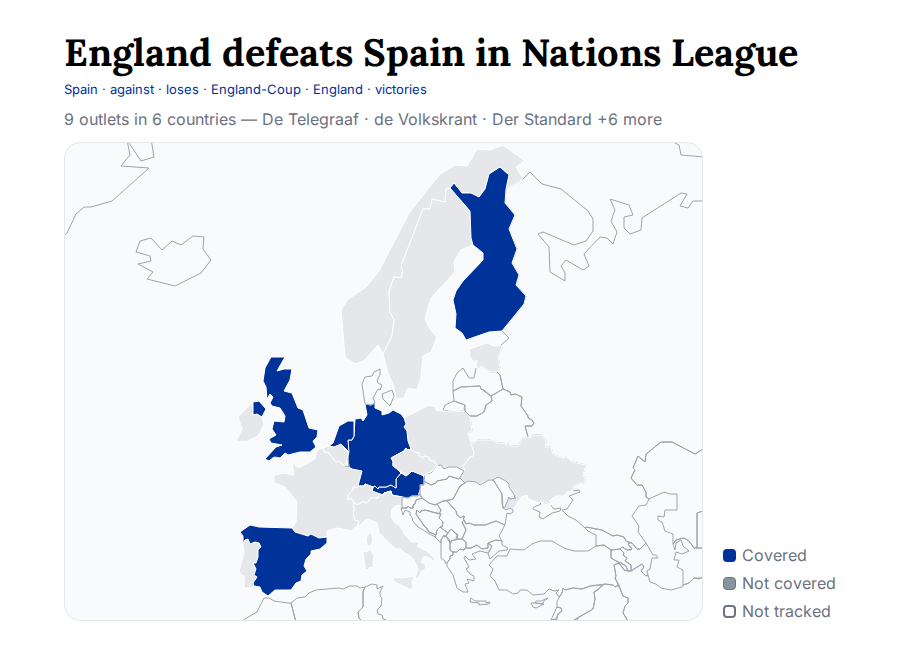 England defeats Spain in Nations League
Spain · against · loses · England-Coup · England · victories
9 outlets in 6 countries — De Telegraaf · de Volkskrant · Der Standard +6 more
Covered
Not covered
Not tracked